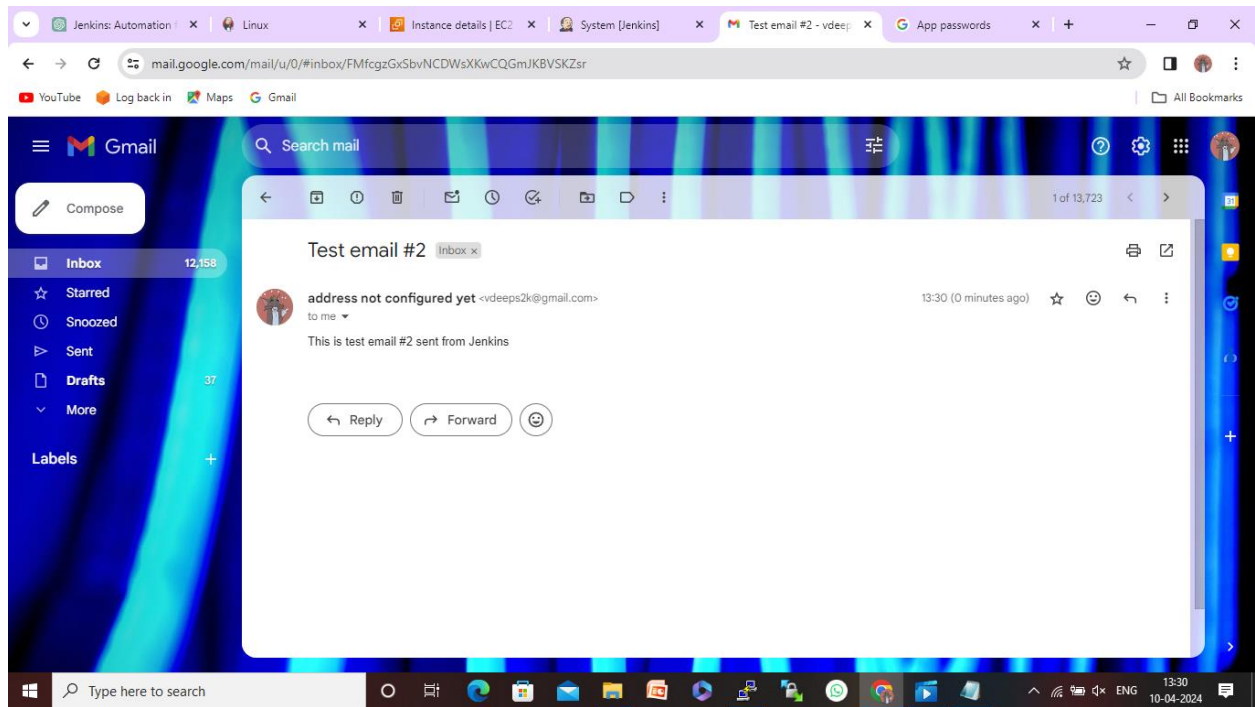 Jenkins: Automation
Linux
Instance details | EC2
System [Jenkins]
Test email #2 - vdeep
App passwords
mail.google.com/mail/u/0/#inbox/FMfcgzGxSbvNCDWsXKwCQGmJKBVSKZsr
YouTube
Log back in
Maps
Gmail
All Bookmarks
Gmail
Search mail
Compose
1 of 13,723
31
Test email #2
Inbox ×
Inbox 12,158
Starred
address not configured yet <vdeeps2k@gmail.com>
13:30 (0 minutes ago)
to me
Snoozed
This is test email #2 sent from Jenkins
Sent
Drafts 37
More
Reply
Forward
Labels
Type here to search
ENG
13:30
10-04-2024